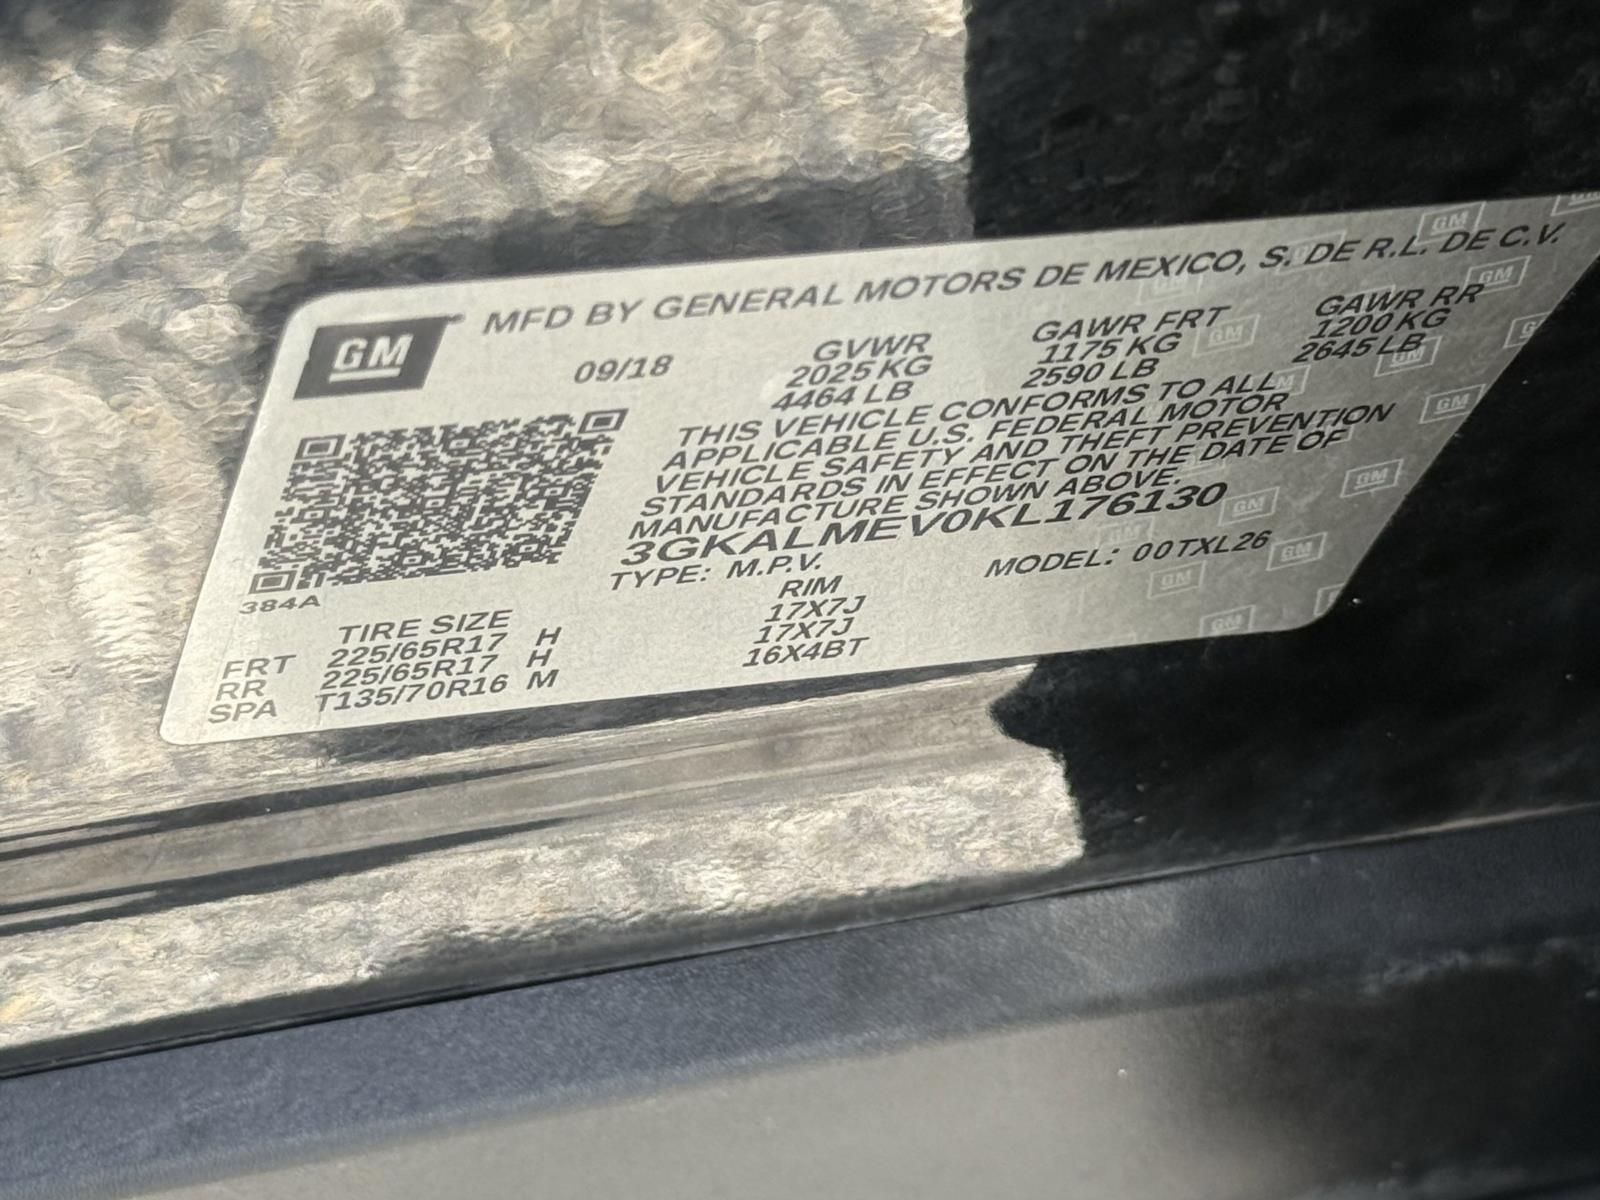 GM
MFD BY GENERAL MOTORS DE MEXICO, S. DE R.L. DE C.V.
09/18
GVWR GAWR FRT GAWR RR
2025 KG 1175 KG 1200 KG
4464 LB 2590 LB 2645 LB
THIS VEHICLE CONFORMS TO ALL
APPLICABLE U.S. FEDERAL MOTOR
VEHICLE SAFETY AND THEFT PREVENTION
STANDARDS IN EFFECT ON THE DATE OF
MANUFACTURE SHOWN ABOVE.
3GKALMEV0KL176130
TYPE: M.P.V. MODEL: 00TXL26
384A
TIRE SIZE RIM
FRT 225/65R17 H 17X7J
RR 225/65R17 H 17X7J
SPA T135/70R16 M 16X4BT